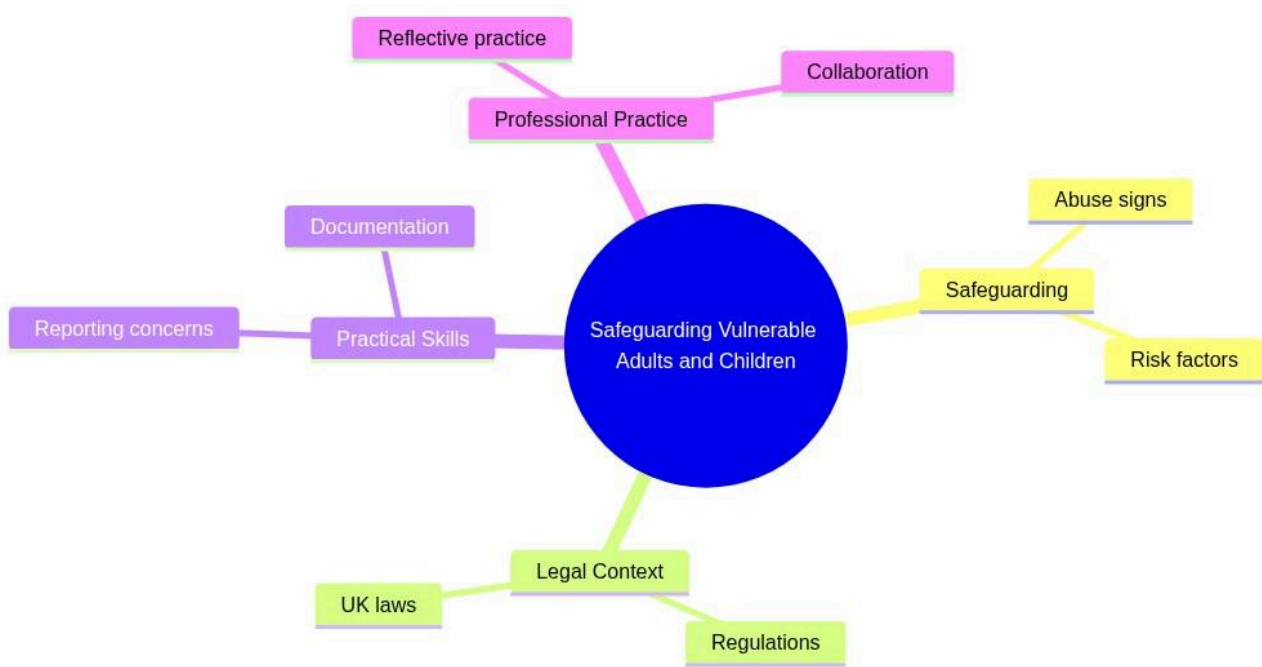 Reflective practice
Collaboration
Professional Practice
Abuse signs
Documentation
Safeguarding
Reporting concerns
Practical Skills
Safeguarding Vulnerable
Adults and Children
Risk factors
Legal Context
UK laws
Regulations